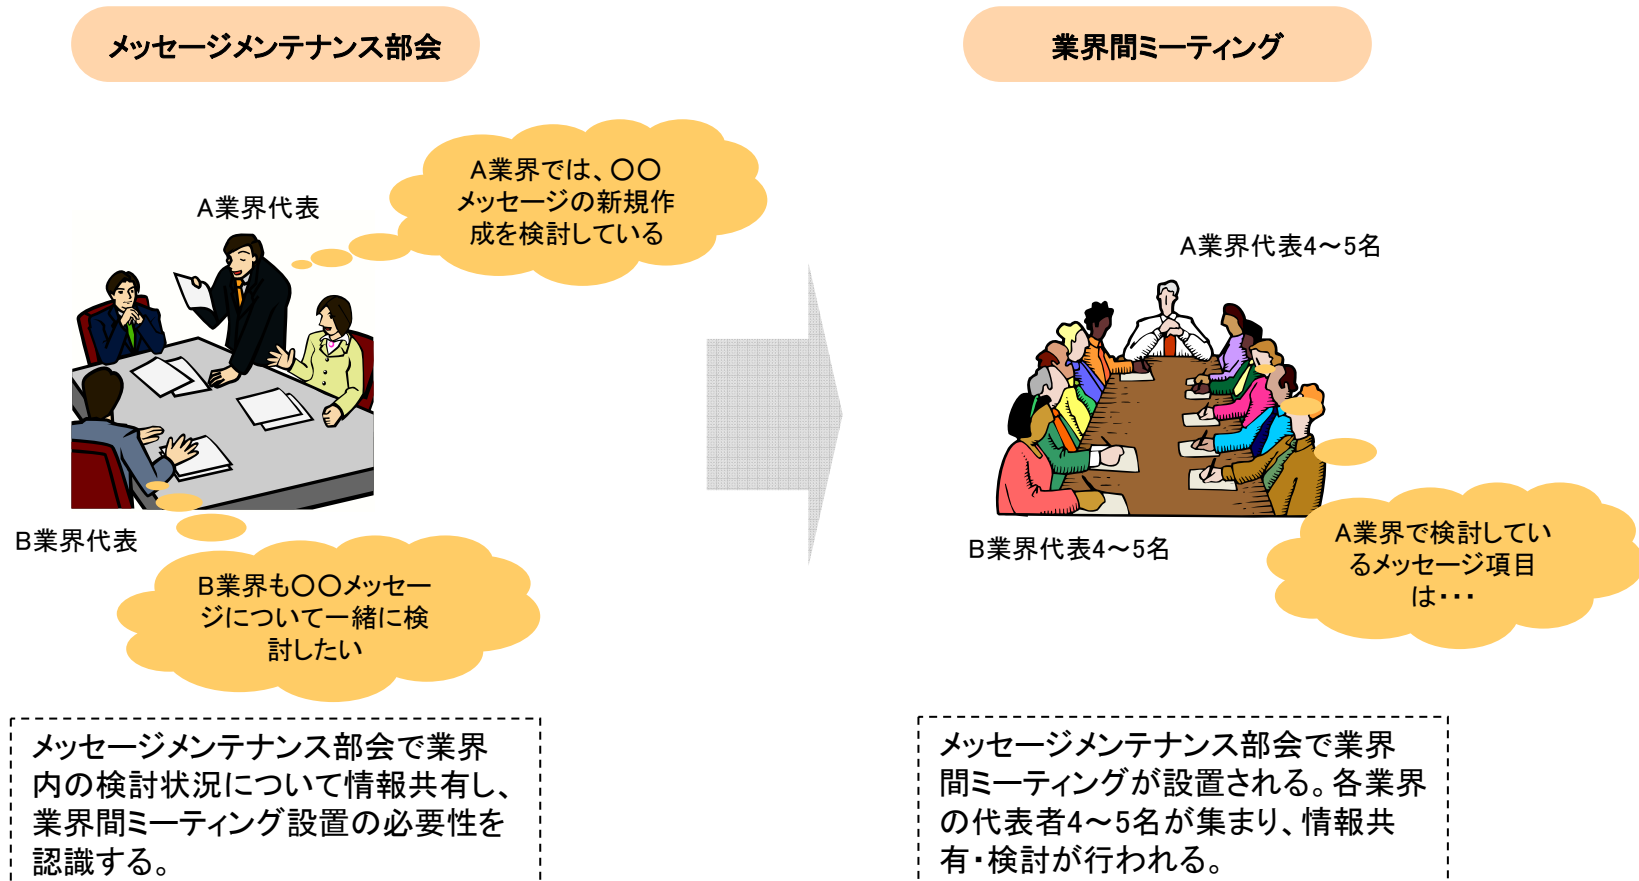 メッセージメンテナンス部会
業界間ミーティング
A業界では、〇〇
メッセージの新規作
成を検討している
A業界代表
B業界代表
B業界も〇〇メッセー
ジについて一緒に検
討したい
A業界代表4～5名
B業界代表4～5名
A業界で検討してい
るメッセージ項目
は・・・
メッセージメンテナンス部会で業界
内の検討状況について情報共有し、
業界間ミーティング設置の必要性を
認識する。
メッセージメンテナンス部会で業界
間ミーティングが設置される。各業界
の代表者4～5名が集まり、情報共
有・検討が行われる。